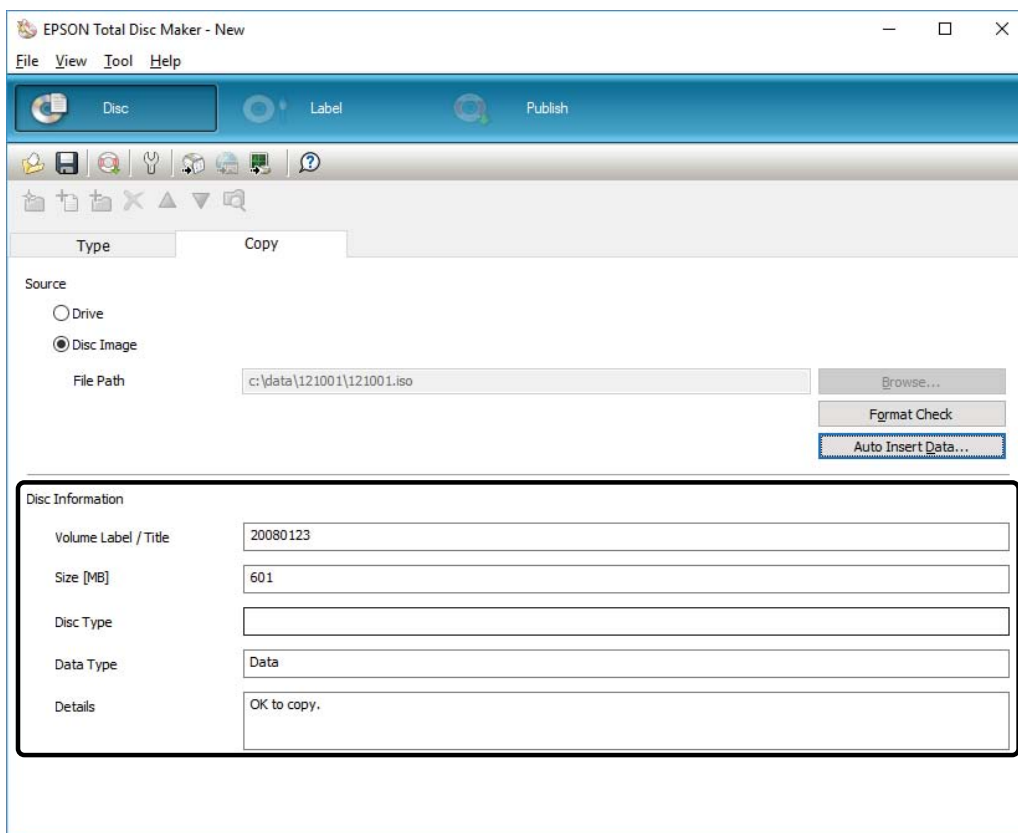 EPSON Total Disc Maker - New
File View Tool Help
Disc Label Publish
Type Copy
Source
Drive
Disc Image
File Path c:\data\121001\121001.iso Browse...
Format Check
Auto Insert Data...
Disc Information
Volume Label / Title 20080123
Size [MB] 601
Disc Type
Data Type Data
Details OK to copy.